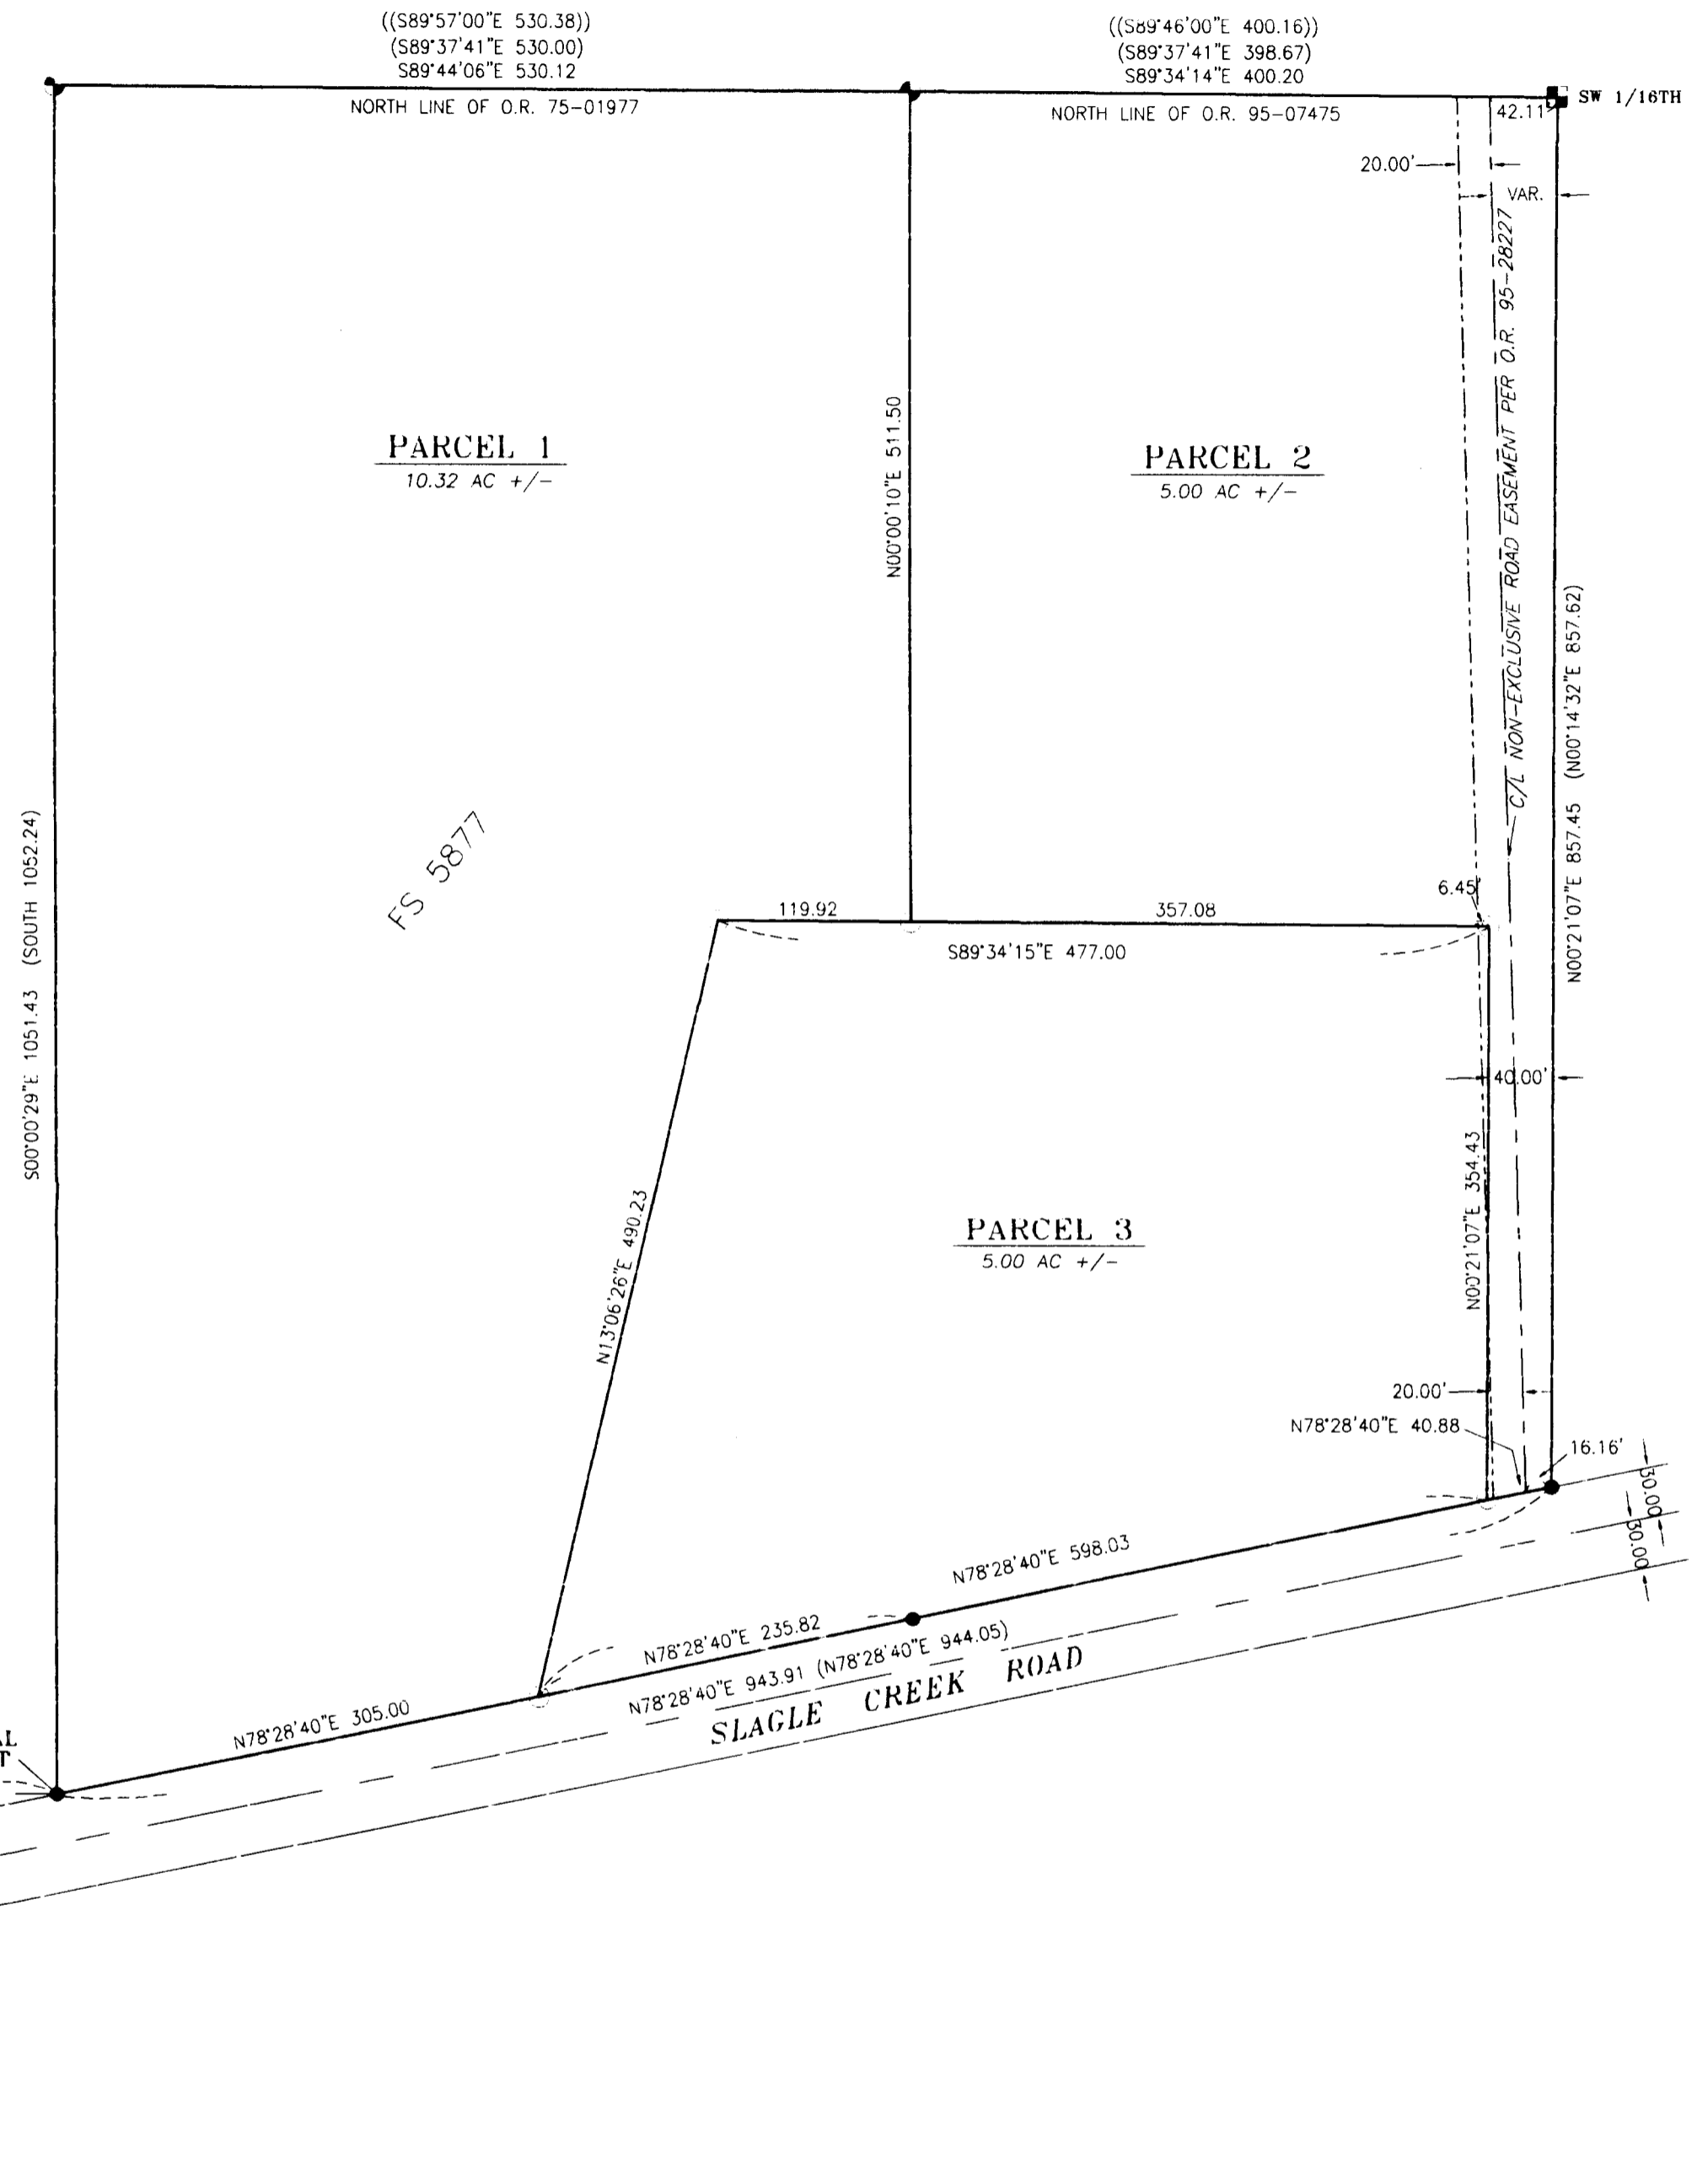 ((S89°57'00"E 530.38))
(S89°37'41"E 530.00)
S89°44'06"E 530.12
NORTH LINE OF O.R. 75-01977
((S89°46'00"E 400.16))
(S89°37'41"E 398.67)
S89°34'14"E 400.20
NORTH LINE OF O.R. 95-07475
42.11'
SW 1/16TH
20.00'
VAR.
C/L NON-EXCLUSIVE ROAD EASEMENT PER O.R. 95-28227
PARCEL 1
10.32 AC +/-
N00°00'10"E 511.50
PARCEL 2
5.00 AC +/-
N00°21'07"E 857.45 (N00°14'32"E 857.62)
S00°00'29"E 1051.43 (SOUTH 1052.24)
FS 5877
119.92
357.08
6.45'
S89°34'15"E 477.00
40.00'
N00°21'07"E 354.43
N13°06'26"E 490.23
PARCEL 3
5.00 AC +/-
20.00'
N78°28'40"E 40.88
16.16'
30.00'
30.00'
N78°28'40"E 598.03
N78°28'40"E 235.82
N78°28'40"E 943.91 (N78°28'40"E 944.05)
SLAGLE CREEK ROAD
N78°28'40"E 305.00